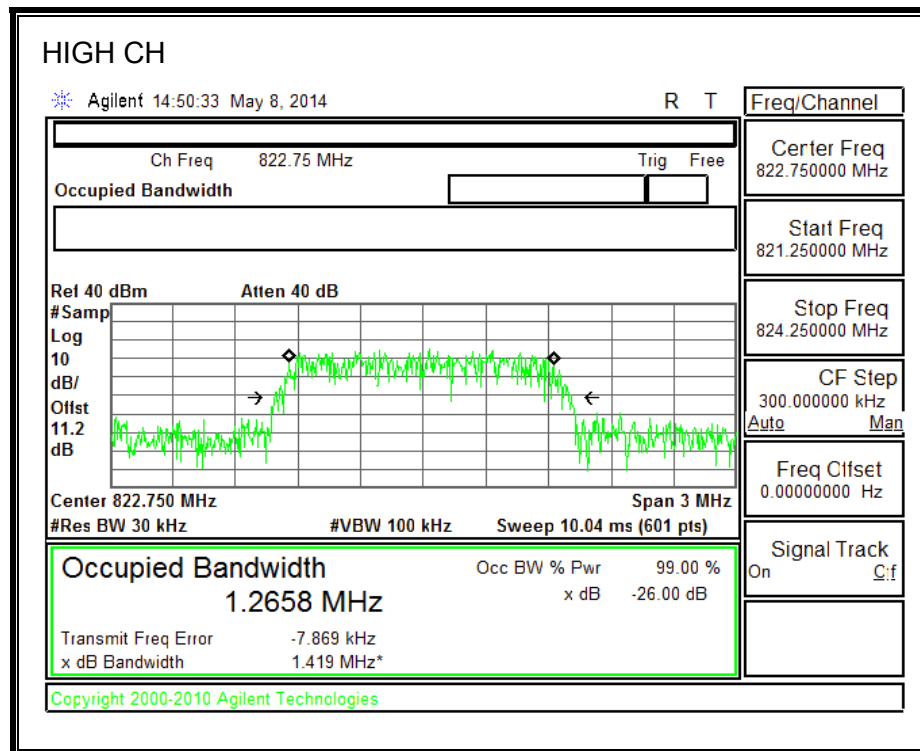 HIGH CH
Agilent 14:50:33 May 8, 2014 R T
Freq/Channel
Ch Freq 822.75 MHz Trig Free
Occupied Bandwidth
Center Freq
822.750000 MHz
Start Freq
821.250000 MHz
Stop Freq
824.250000 MHz
CF Step
300.000000 kHz
Auto Man
Freq Offset
0.00000000 Hz
Signal Track
On Off
Ref 40 dBm Atten 40 dB
#Samp
Log
10
dB/
Offst
11.2
dB
Center 822.750 MHz Span 3 MHz
#Res BW 30 kHz #VBW 100 kHz Sweep 10.04 ms (601 pts)
Occupied Bandwidth Occ BW % Pwr 99.00 %
1.2658 MHz x dB -26.00 dB
Transmit Freq Error -7.869 kHz
x dB Bandwidth 1.419 MHz*
Copyright 2000-2010 Agilent Technologies